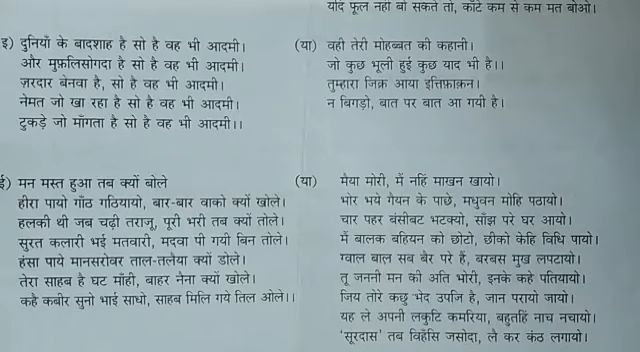 यदि फूल नहीं बो सकते तो, काँटे कम से कम मत बोओ।
इ) दुनियाँ के बादशाह है सो है वह भी आदमी।
और मुफ़लिसोगदा है सो है वह भी आदमी।
ज़रदार बेनवा है, सो है वह भी आदमी।
नेमत जो खा रहा है सो है वह भी आदमी।
टुकड़े जो माँगता है सो है वह भी आदमी।।
(या) वही तेरी मोहब्बत की कहानी।
जो कुछ भूली हुई कुछ याद भी है।।
तुम्हारा जिक्र आया इत्तिफ़ाक़न।
न बिगड़ो, बात पर बात आ गयी है।
ई) मन मस्त हुआ तब क्यों बोले
हीरा पायो गाँठ गठियायो, बार-बार वाको क्यों खोले।
हलकी थी जब चढ़ी तराजू, पूरी भरी तब क्यों तोले।
सुरत कलारी भई मतवारी, मदवा पी गयी बिन तोले।
हंसा पाये मानसरोवर ताल-तलैया क्यों डोले।
तेरा साहब है घट माँही, बाहर नैना क्यों खोले।
कहै कबीर सुनो भाई साधो, साहब मिलि गये तिल ओले।।
(या) मैया मोरी, मैं नहिं माखन खायो।
भोर भये गैयन के पाछे, मधुवन मोहि पठायो।
चार पहर बंसीबट भटक्यो, साँझ परे घर आयो।
मैं बालक बहियन को छोटो, छीको केहि विधि पायो।
ग्वाल बाल सब बैर परे हैं, बरबस मुख लपटायो।
तू जननी मन की अति भोरी, इनके कहे पतियायो।
जिय तोरे कछु भेद उपजि है, जान परायो जायो।
यह ले अपनी लकुटि कमरिया, बहुतहिं नाच नचायो।
'सूरदास' तब विहँसि जसोदा, लै कर कंठ लगायो।